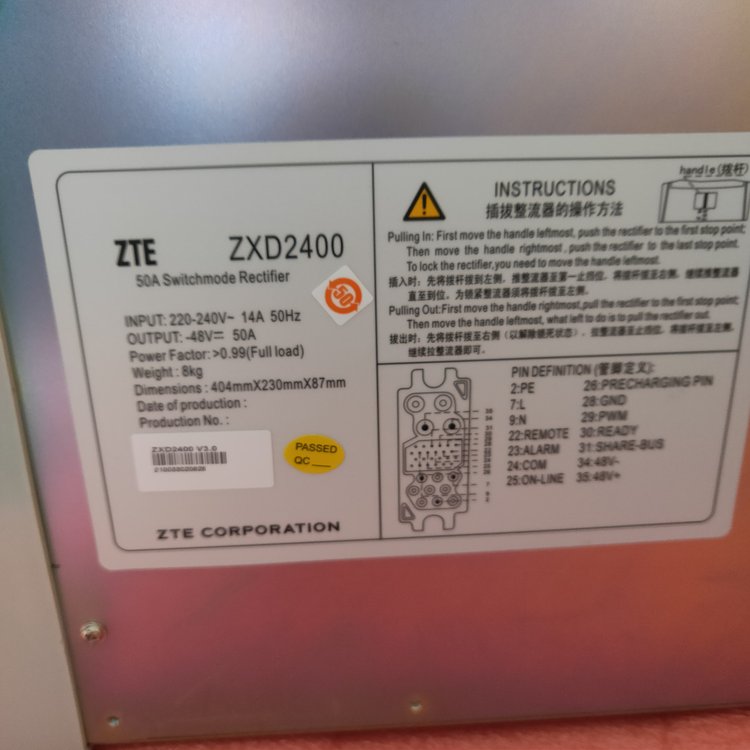 ZTE ZXD2400
50A Switchmode Rectifier
50
INPUT: 220-240V~ 14A 50Hz
OUTPUT: -48V⎓ 50A
Power Factor: >0.99(Full load)
Weight : 8kg
Dimensions : 404mmX230mmX87mm
Date of production :
Production No. :
ZXD2400 V3.0
PASSED
QC
ZTE CORPORATION
handle(拨杆)
INSTRUCTIONS
插拔整流器的操作方法
Pulling In: First move the handle leftmost, push the rectifier to the first stop point;
Then move the handle rightmost , push the rectifier to the last stop point.
To lock the rectifier,you need to move the handle leftmost.
插入时：先将拨杆拨到左侧，推整流器至第一止挡位，将拨杆拨至右侧，继续推整流器
直至到位。为锁紧整流器须将拨杆拨至左侧。
Pulling Out:First move the handle rightmost,pull the rectifier to the first stop point;
Then move the handle leftmost, what left to do is to pull the rectifier out.
拔出时：先将拨杆拨至右侧（以解除锁死状态），拉整流器至止挡位，将拨杆拨至左侧，
继续拉整流器即可。
PIN DEFINITION (管脚定义):
2:PE 26:PRECHARGING PIN
7:L 28:GND
9:N 29:PWM
22:REMOTE 30:READY
23:ALARM 31:SHARE-BUS
24:COM 34:48V-
25:ON-LINE 35:48V+